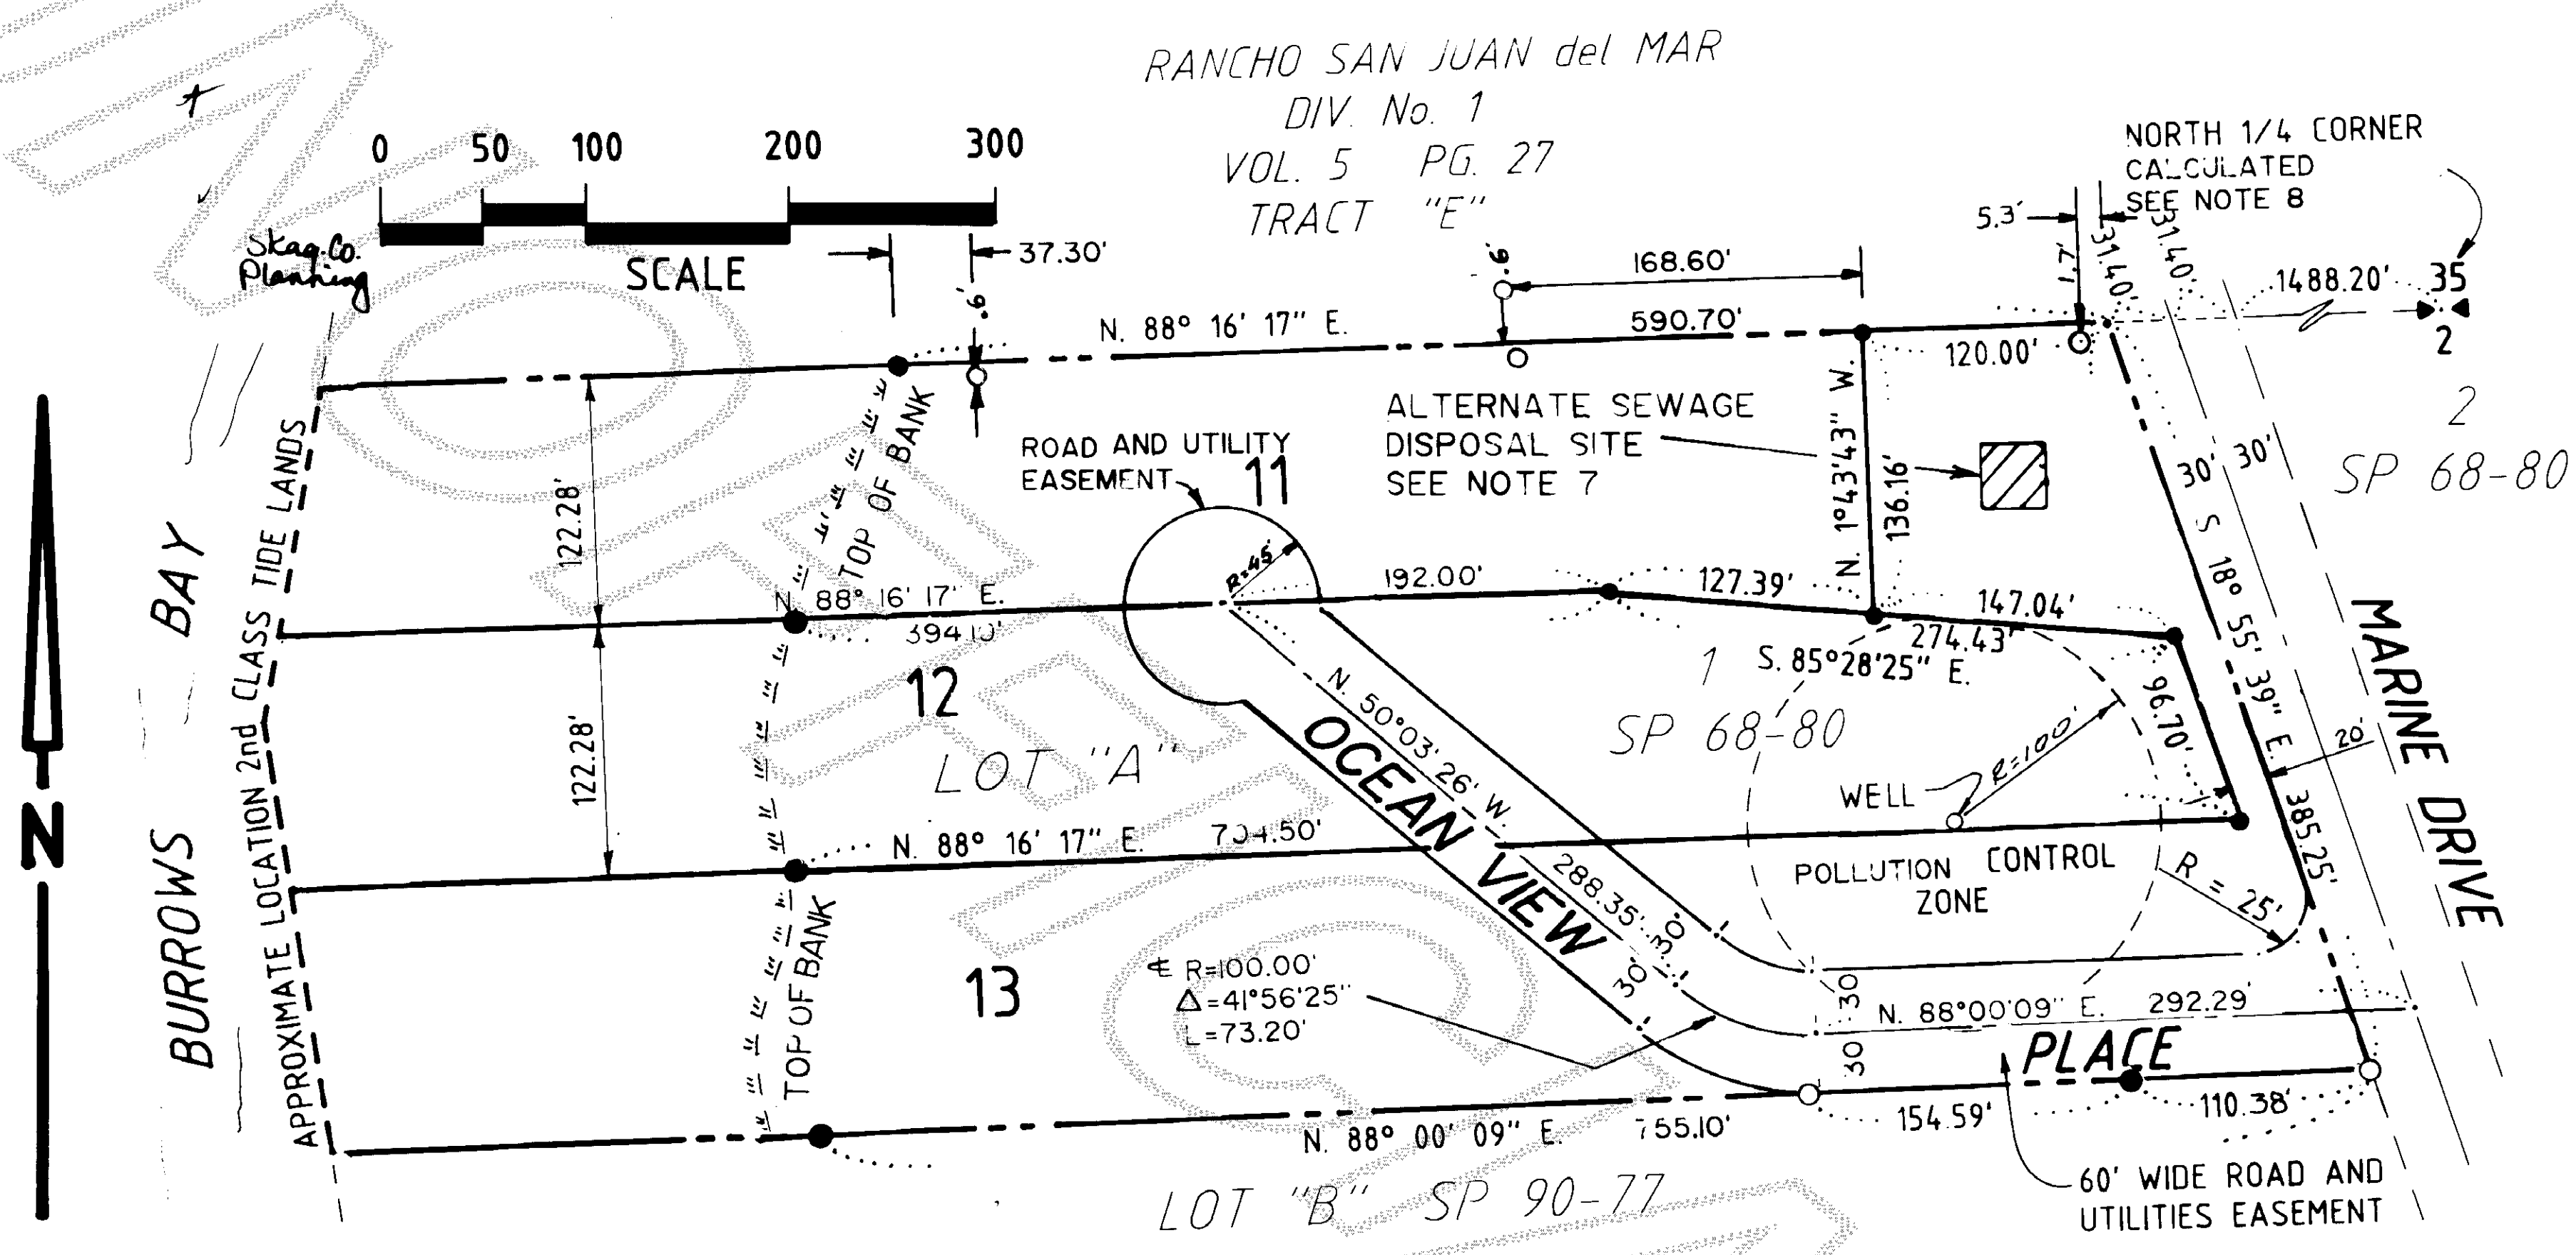 RANCHO SAN JUAN del MAR
DIV. No. 1
VOL. 5 PG. 27
TRACT "E"
0 50 100 200 300
SCALE
Skag.Co.
Planning
37.30'
.6'
.6'
168.60'
5.3'
1.7'
31.40'
31.40'
NORTH 1/4 CORNER
CALCULATED
SEE NOTE 8
1488.20'
35
2
N. 88° 16' 17" E.
590.70'
120.00'
2
SP 68-80
ALTERNATE SEWAGE
DISPOSAL SITE
SEE NOTE 7
ROAD AND UTILITY
EASEMENT
11
R=45'
N. 1°43'43" W.
136.16'
30' 30'
S 18° 55' 39" E.
385.25'
20'
MARINE DRIVE
122.28'
TOP OF BANK
N 88° 16' 17" E.
192.00'
127.39'
147.04'
274.43'
S. 85°28'25" E.
96.70'
1
SP 68-80
12
LOT "A"
122.28'
N. 50°03'26" W.
288.35'
OCEAN VIEW
PLACE
WELL
R=100'
N. 88° 16' 17" E.
POLLUTION CONTROL
ZONE
R = 25'
30'
30'
13
TOP OF BANK
₵ R=100.00'
Δ=41°56'25"
L=73.20'
30
30
N. 88°00'09" E. 292.29'
N. 88° 00' 09" E.
154.59'
110.38'
60' WIDE ROAD AND
UTILITIES EASEMENT
LOT "B" SP 90-77
BURROWS BAY
APPROXIMATE LOCATION 2nd CLASS TIDE LANDS
N